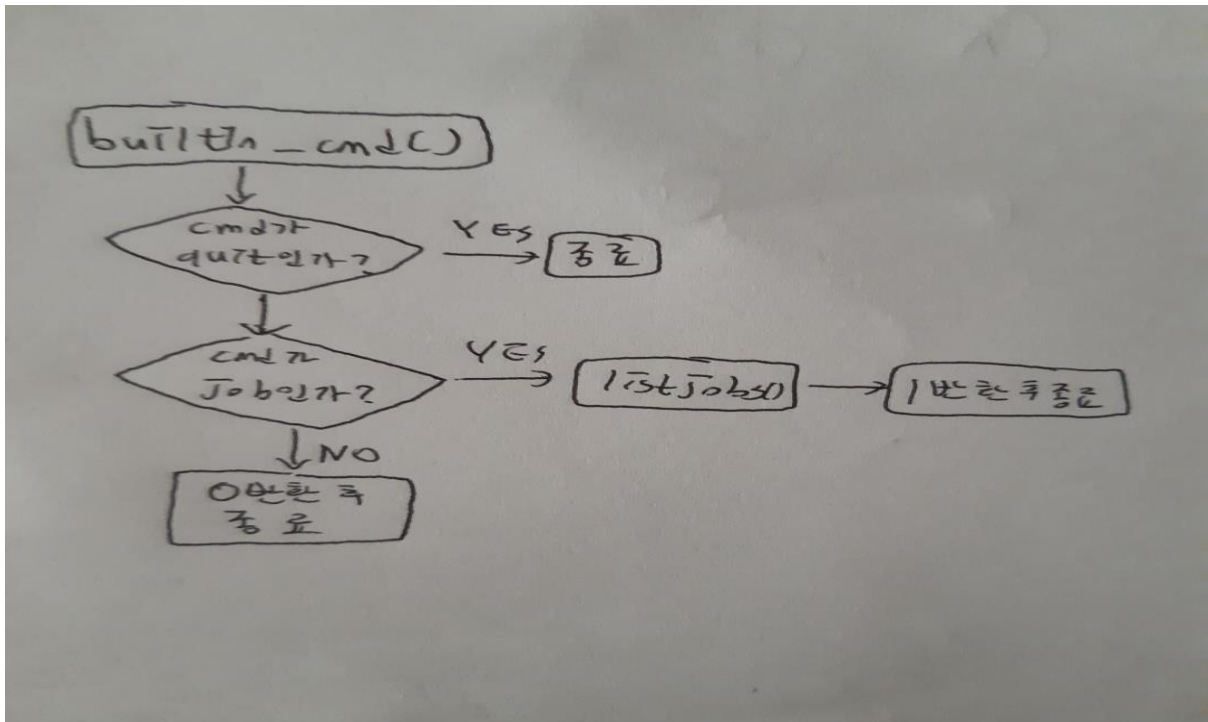 builtin_cmd()
cmd가
quit인가?
YES
종료
cmd가
job인가?
YES
listjobs()
1 반환 후 종료
NO
0반환 후
종료